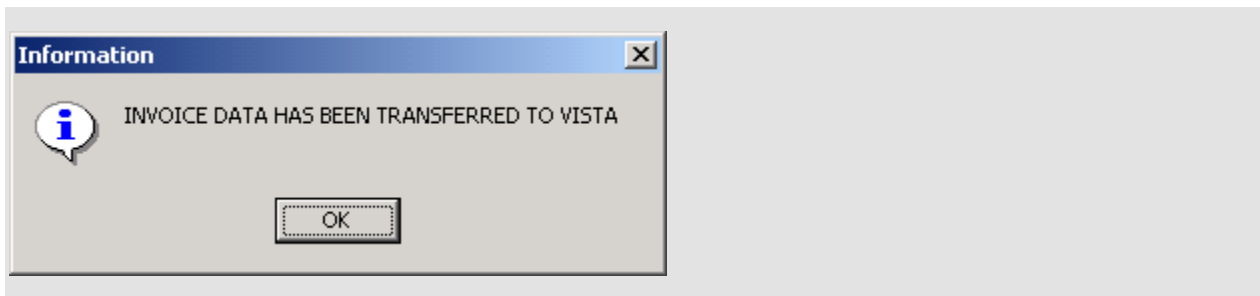 Information
INVOICE DATA HAS BEEN TRANSFERRED TO VISTA
OK